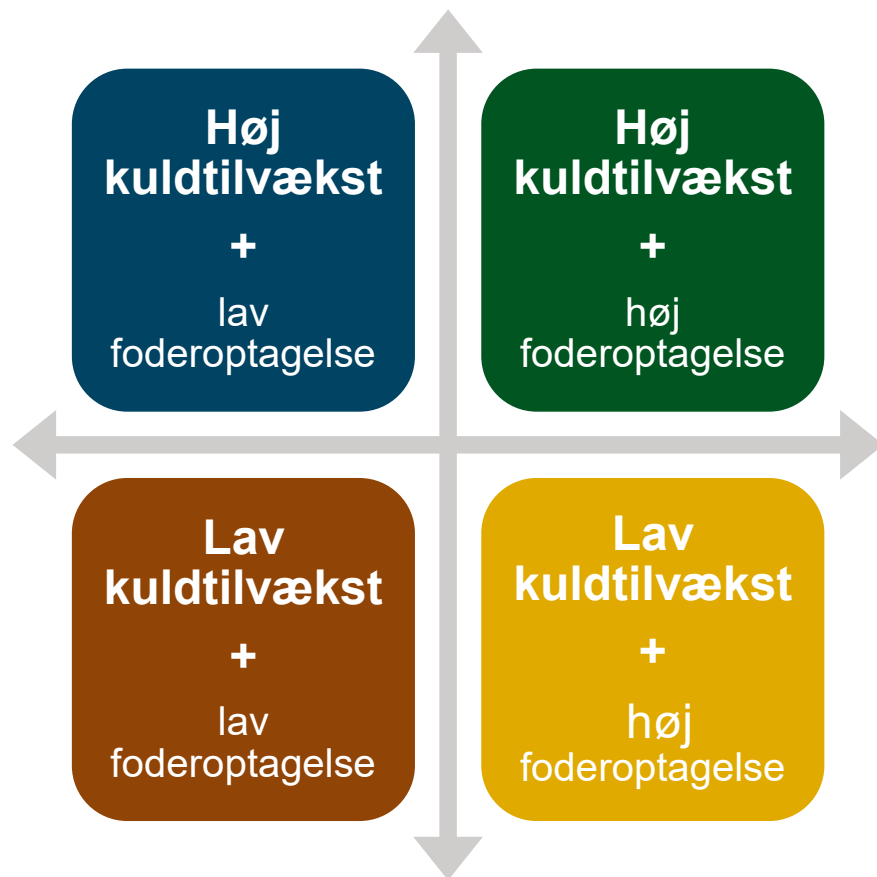 Høj
kuldtilvækst
+
lav
foderoptagelse
Høj
kuldtilvækst
+
høj
foderoptagelse
Lav
kuldtilvækst
+
lav
foderoptagelse
Lav
kuldtilvækst
+
høj
foderoptagelse